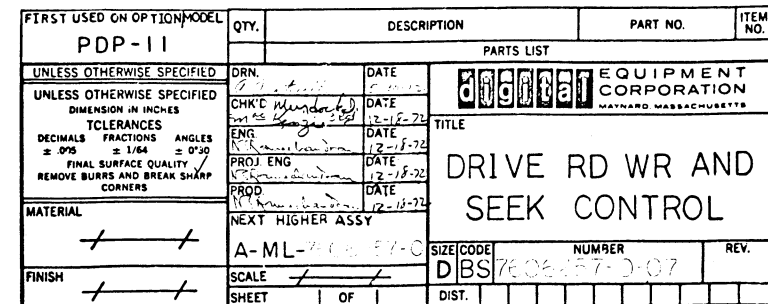 FIRST USED ON OPTION/MODEL
PDP-11
QTY.
DESCRIPTION
PART NO.
ITEM NO.
PARTS LIST
UNLESS OTHERWISE SPECIFIED
UNLESS OTHERWISE SPECIFIED
DIMENSION IN INCHES
TOLERANCES
DECIMALS FRACTIONS ANGLES
± .005 ± 1/64 ± 0°30
FINAL SURFACE QUALITY
REMOVE BURRS AND BREAK SHARP
CORNERS
MATERIAL
FINISH
DRN.
DATE
CHK'D
DATE
12-18-72
ENG.
DATE
12-18-72
PROJ. ENG
DATE
12-18-72
PROD.
DATE
12-18-72
NEXT HIGHER ASSY
A-ML-
SCALE
SHEET OF
digital EQUIPMENT
CORPORATION
MAYNARD, MASSACHUSETTS
TITLE
DRIVE RD WR AND
SEEK CONTROL
SIZE CODE
NUMBER
REV.
D BS
DIST.